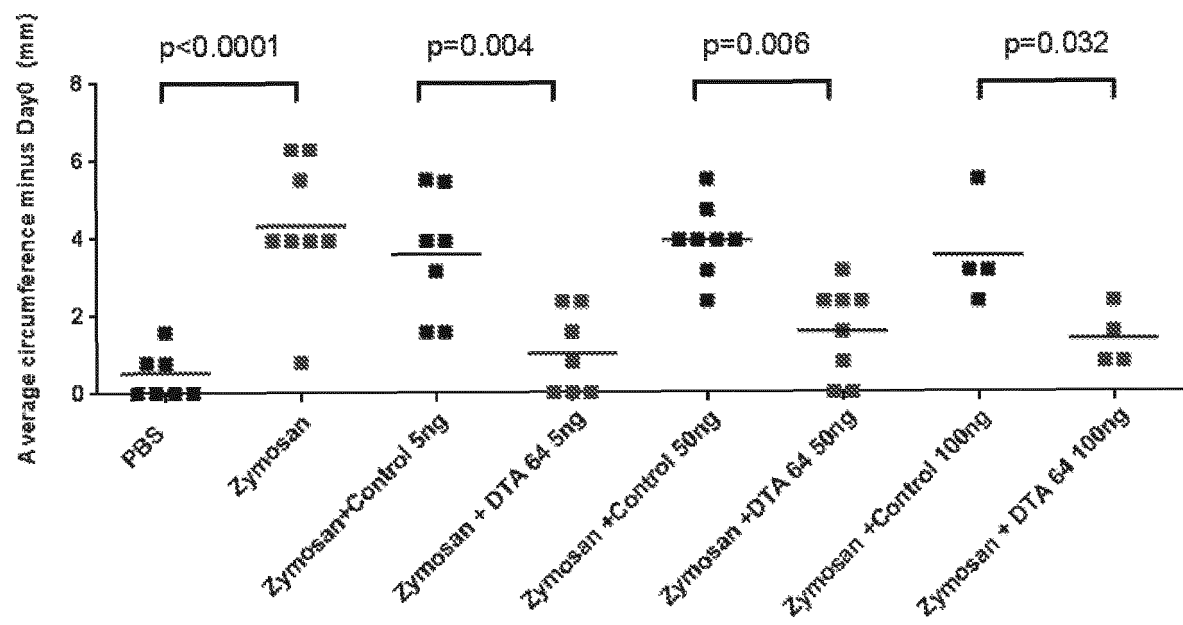 p<0.0001
p=0.004
p=0.006
p=0.032
Average circumference minus Day0 (mm)
8
6
4
2
0
PBS
Zymosan
Zymosan+Control 5ng
Zymosan + DTA 64 5ng
Zymosan +Control 50ng
Zymosan +DTA 64 50ng
Zymosan +Control 100ng
Zymosan + DTA 64 100ng